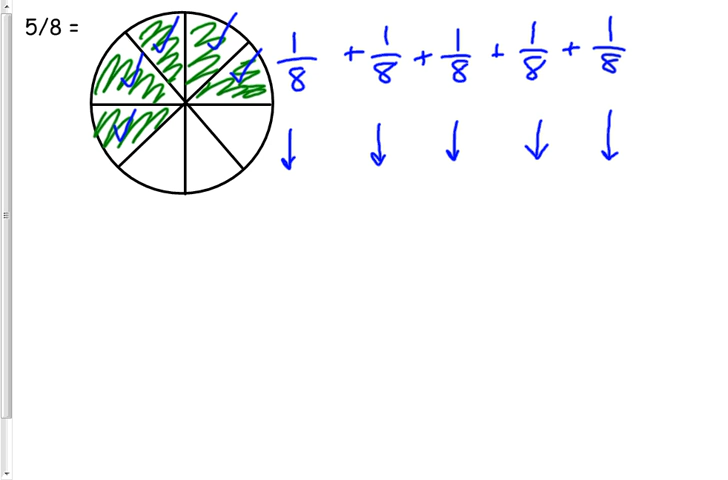 5/8 = 1/8 + 1/8 + 1/8 + 1/8 + 1/8